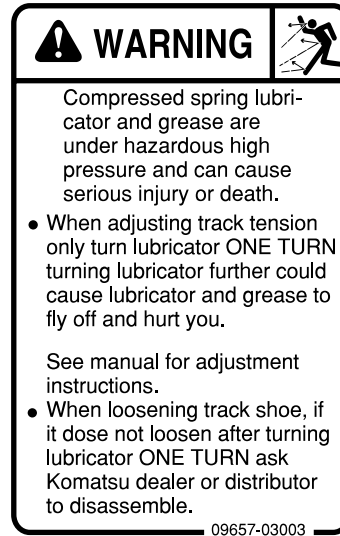 WARNING
Compressed spring lubri-
cator and grease are
under hazardous high
pressure and can cause
serious injury or death.
• When adjusting track tension
only turn lubricator ONE TURN
turning lubricator further could
cause lubricator and grease to
fly off and hurt you.
See manual for adjustment
instructions.
• When loosening track shoe, if
it dose not loosen after turning
lubricator ONE TURN ask
Komatsu dealer or distributor
to disassemble.
09657-03003